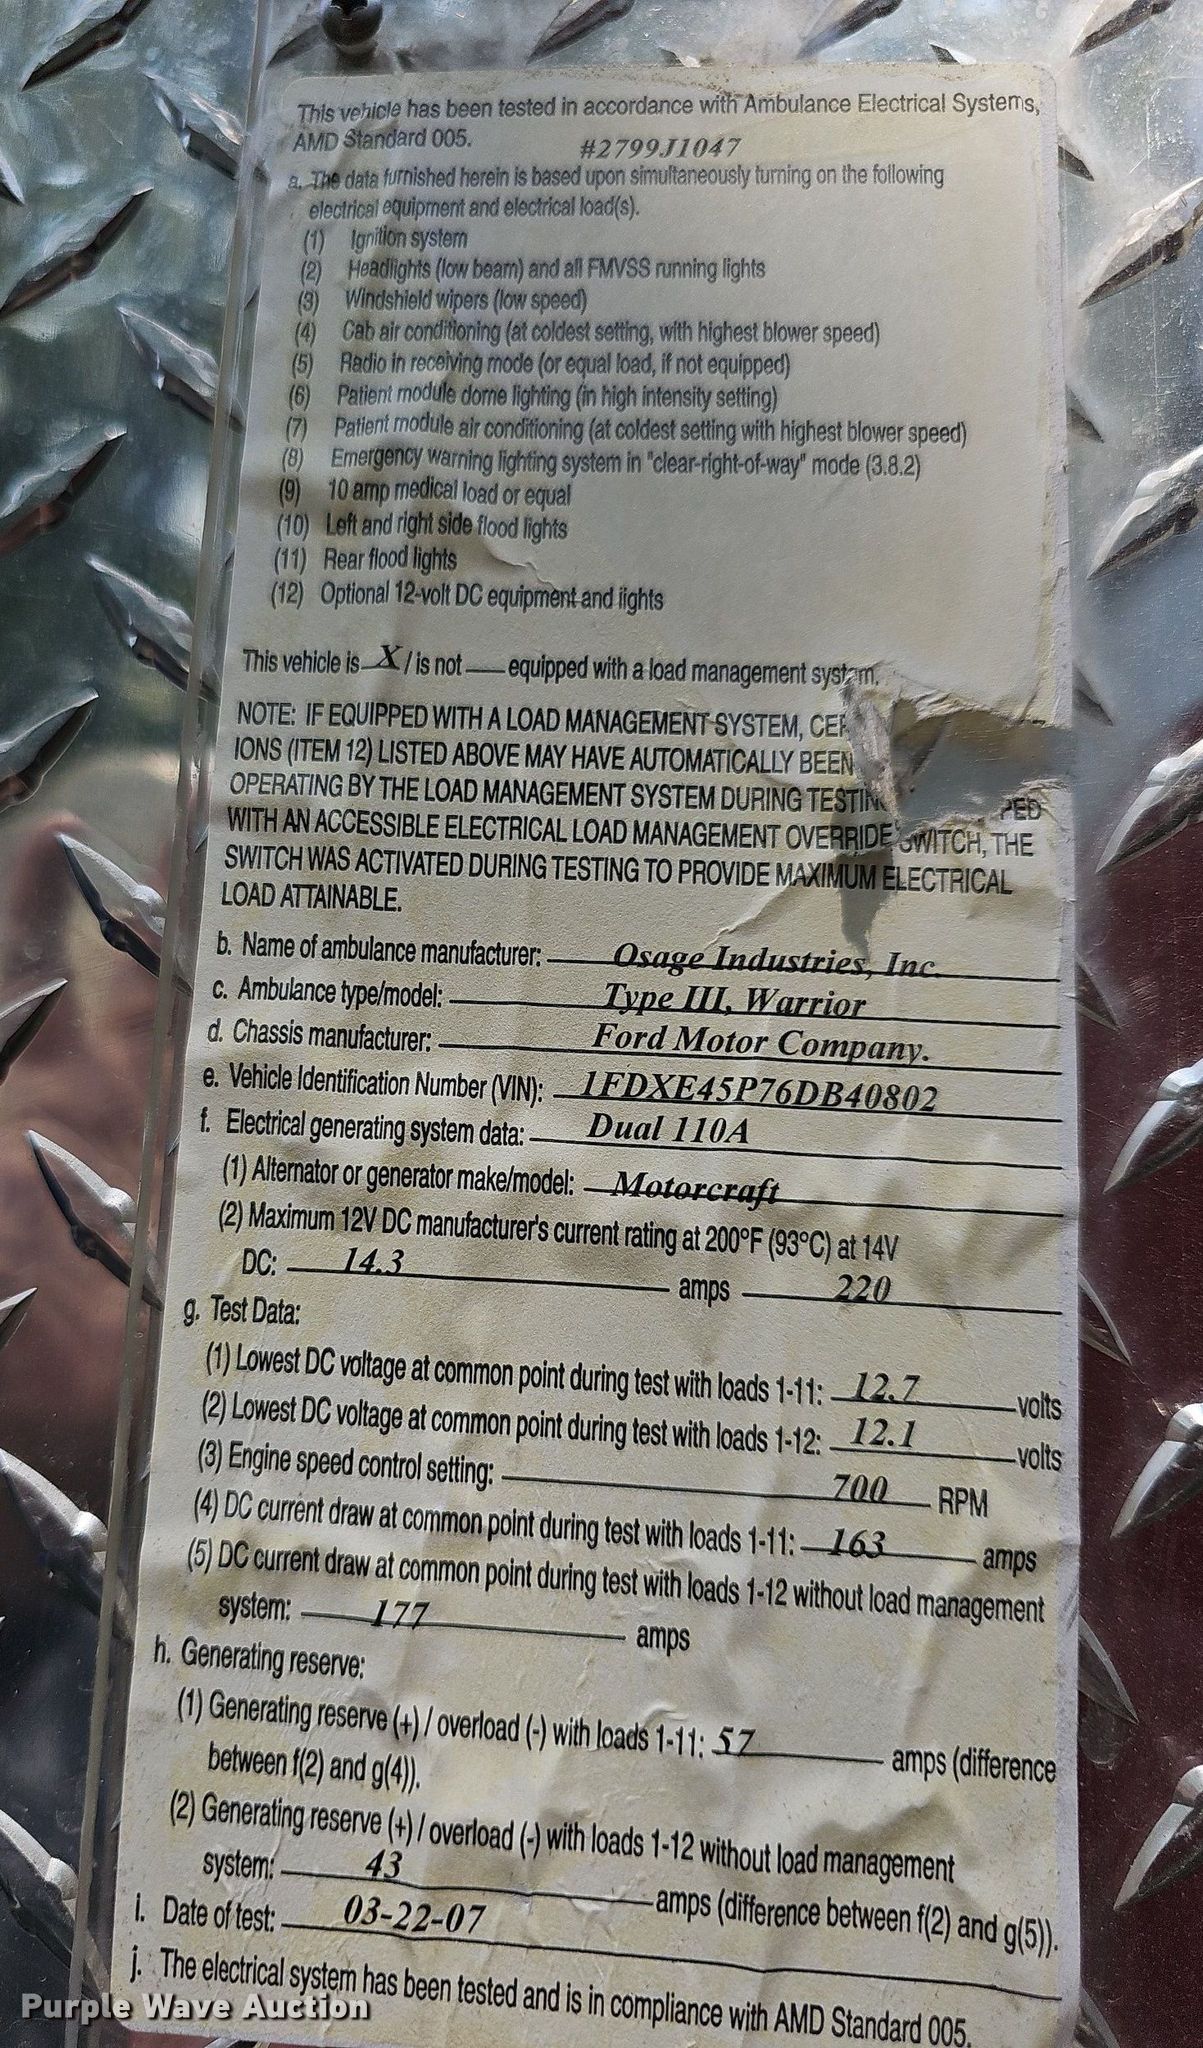 This vehicle has been tested in accordance with Ambulance Electrical Systems,
AMD Standard 005.
#2799J1047
a. The data furnished herein is based upon simultaneously turning on the following
electrical equipment and electrical load(s).
(1) Ignition system
(2) Headlights (low beam) and all FMVSS running lights
(3) Windshield wipers (low speed)
(4) Cab air conditioning (at coldest setting, with highest blower speed)
(5) Radio in receiving mode (or equal load, if not equipped)
(6) Patient module dome lighting (in high intensity setting)
(7) Patient module air conditioning (at coldest setting with highest blower speed)
(8) Emergency warning lighting system in "clear-right-of-way" mode (3.8.2)
(9) 10 amp medical load or equal
(10) Left and right side flood lights
(11) Rear flood lights
(12) Optional 12-volt DC equipment and lights
This vehicle is X / is not ___ equipped with a load management system.
NOTE: IF EQUIPPED WITH A LOAD MANAGEMENT SYSTEM, CER
IONS (ITEM 12) LISTED ABOVE MAY HAVE AUTOMATICALLY BEEN
OPERATING BY THE LOAD MANAGEMENT SYSTEM DURING TESTIN PED
WITH AN ACCESSIBLE ELECTRICAL LOAD MANAGEMENT OVERRIDE SWITCH, THE
SWITCH WAS ACTIVATED DURING TESTING TO PROVIDE MAXIMUM ELECTRICAL
LOAD ATTAINABLE.
b. Name of ambulance manufacturer: Osage Industries, Inc.
c. Ambulance type/model: Type III, Warrior
d. Chassis manufacturer: Ford Motor Company.
e. Vehicle Identification Number (VIN): 1FDXE45P76DB40802
f. Electrical generating system data: Dual 110A
(1) Alternator or generator make/model: Motorcraft
(2) Maximum 12V DC manufacturer's current rating at 200°F (93°C) at 14V
DC: 14.3 amps 220
g. Test Data:
(1) Lowest DC voltage at common point during test with loads 1-11: 12.7 volts
(2) Lowest DC voltage at common point during test with loads 1-12: 12.1 volts
(3) Engine speed control setting: 700 RPM
(4) DC current draw at common point during test with loads 1-11: 163 amps
(5) DC current draw at common point during test with loads 1-12 without load management
system: 177 amps
h. Generating reserve:
(1) Generating reserve (+) / overload (-) with loads 1-11: 57 amps (difference
between f(2) and g(4)).
(2) Generating reserve (+) / overload (-) with loads 1-12 without load management
system: 43 amps (difference between f(2) and g(5)).
i. Date of test: 03-22-07
j. The electrical system has been tested and is in compliance with AMD Standard 005.
Purple Wave Auction